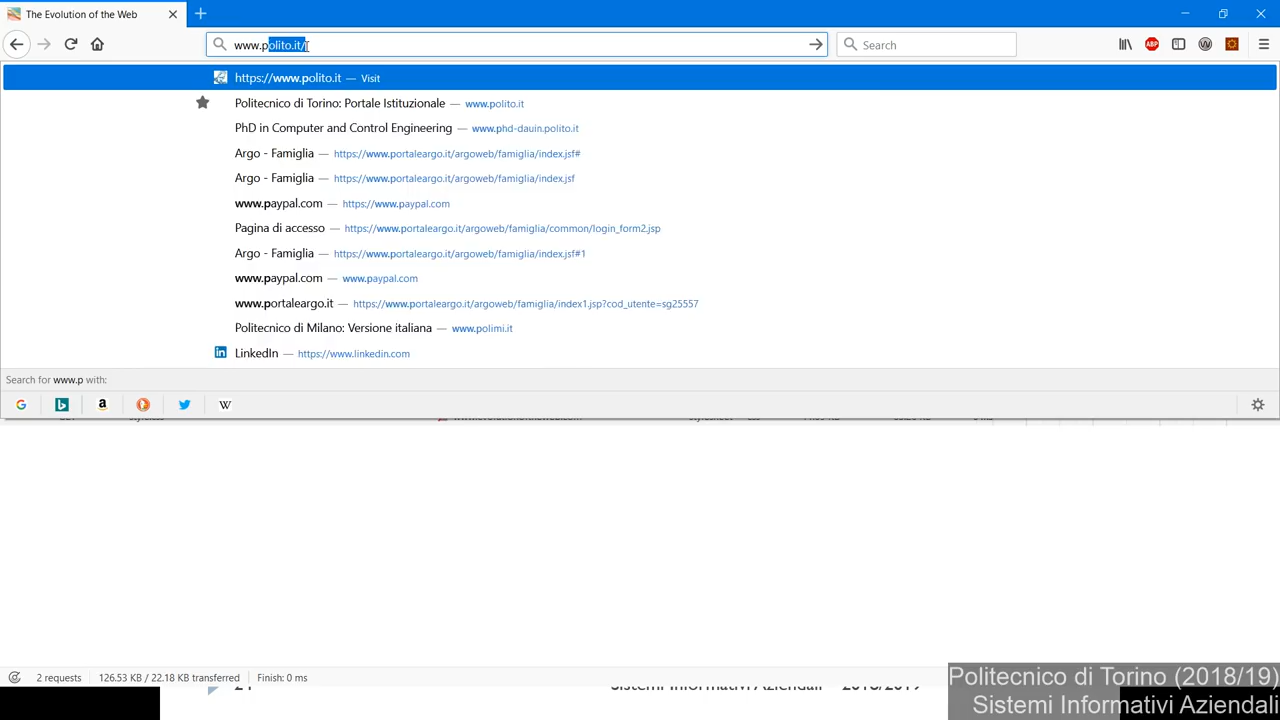 The Evolution of the Web
www.polito.it/
Search
https://www.polito.it — Visit
Politecnico di Torino: Portale Istituzionale — www.polito.it
PhD in Computer and Control Engineering — www.phd-dauin.polito.it
Argo - Famiglia — https://www.portaleargo.it/argoweb/famiglia/index.jsf#
Argo - Famiglia — https://www.portaleargo.it/argoweb/famiglia/index.jsf
www.paypal.com — https://www.paypal.com
Pagina di accesso — https://www.portaleargo.it/argoweb/famiglia/common/login_form2.jsp
Argo - Famiglia — https://www.portaleargo.it/argoweb/famiglia/index.jsf#1
www.paypal.com — www.paypal.com
www.portaleargo.it — https://www.portaleargo.it/argoweb/famiglia/index1.jsp?cod_utente=sg25557
Politecnico di Milano: Versione italiana — www.polimi.it
LinkedIn — https://www.linkedin.com
Search for www.p with:
2 requests 126.53 KB / 22.18 KB transferred Finish: 0 ms
Politecnico di Torino (2018/19)
Sistemi Informativi Aziendali